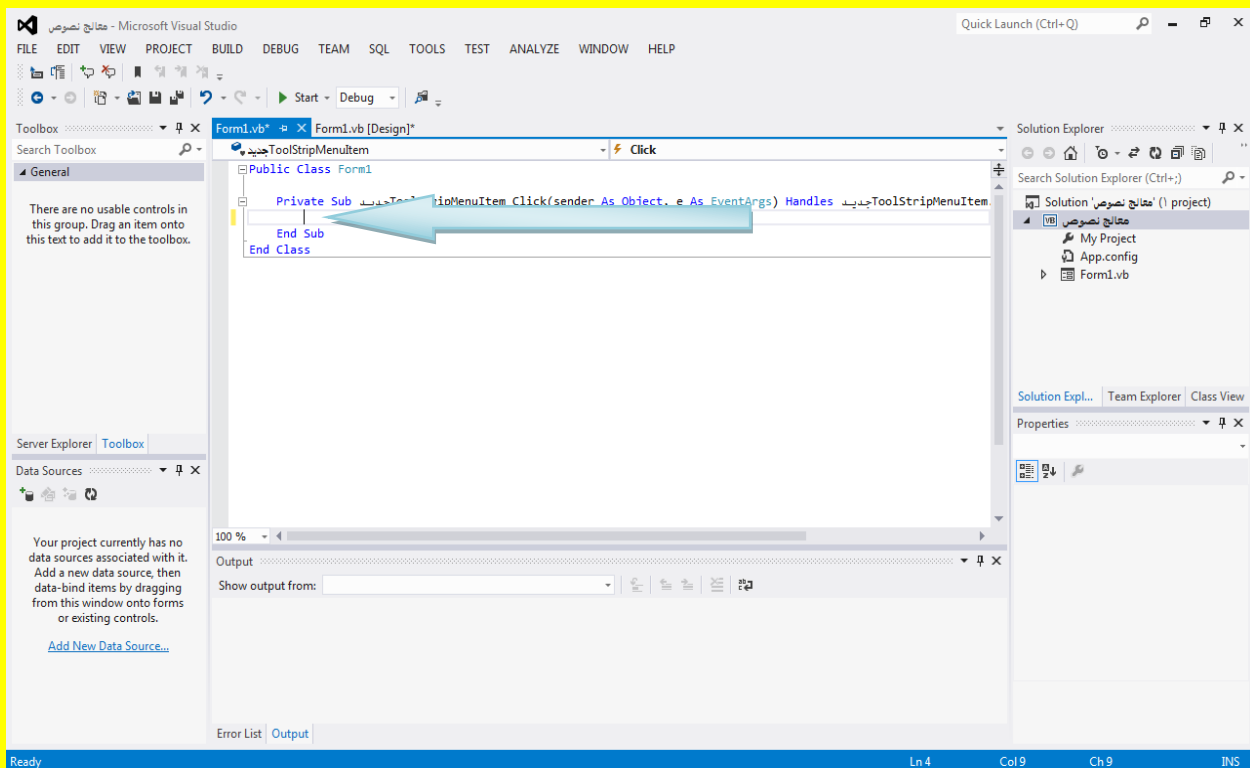 معالج نصوص - Microsoft Visual Studio
Quick Launch (Ctrl+Q)
FILE EDIT VIEW PROJECT BUILD DEBUG TEAM SQL TOOLS TEST ANALYZE WINDOW HELP
Start Debug
Toolbox
Search Toolbox
General
There are no usable controls in
this group. Drag an item onto
this text to add it to the toolbox.
Server Explorer Toolbox
Data Sources
Your project currently has no
data sources associated with it.
Add a new data source, then
data-bind items by dragging
from this window onto forms
or existing controls.
Add New Data Source...
Form1.vb* Form1.vb [Design]*
جديدToolStripMenuItem Click
Public Class Form1
Private Sub جديدToolStripMenuItem_Click(sender As Object, e As EventArgs) Handles جديدToolStripMenuItem.
End Sub
End Class
100 %
Output
Show output from:
Error List Output
Solution Explorer
Search Solution Explorer (Ctrl+;)
Solution 'معالج نصوص' (١ project)
VB معالج نصوص
My Project
App.config
Form1.vb
Solution Expl... Team Explorer Class View
Properties
Ready Ln 4 Col 9 Ch 9 INS